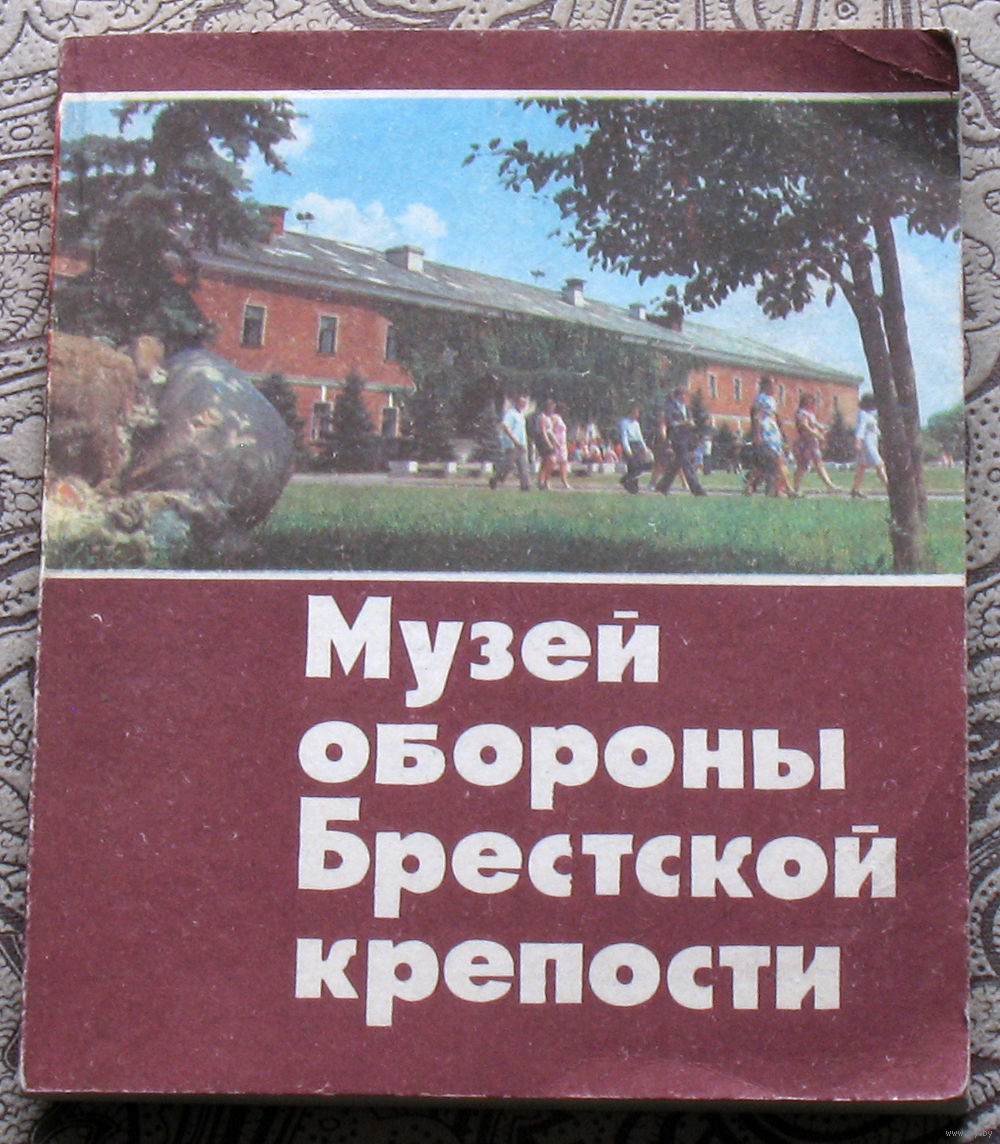 Музей
обороны
Брестской
крепости